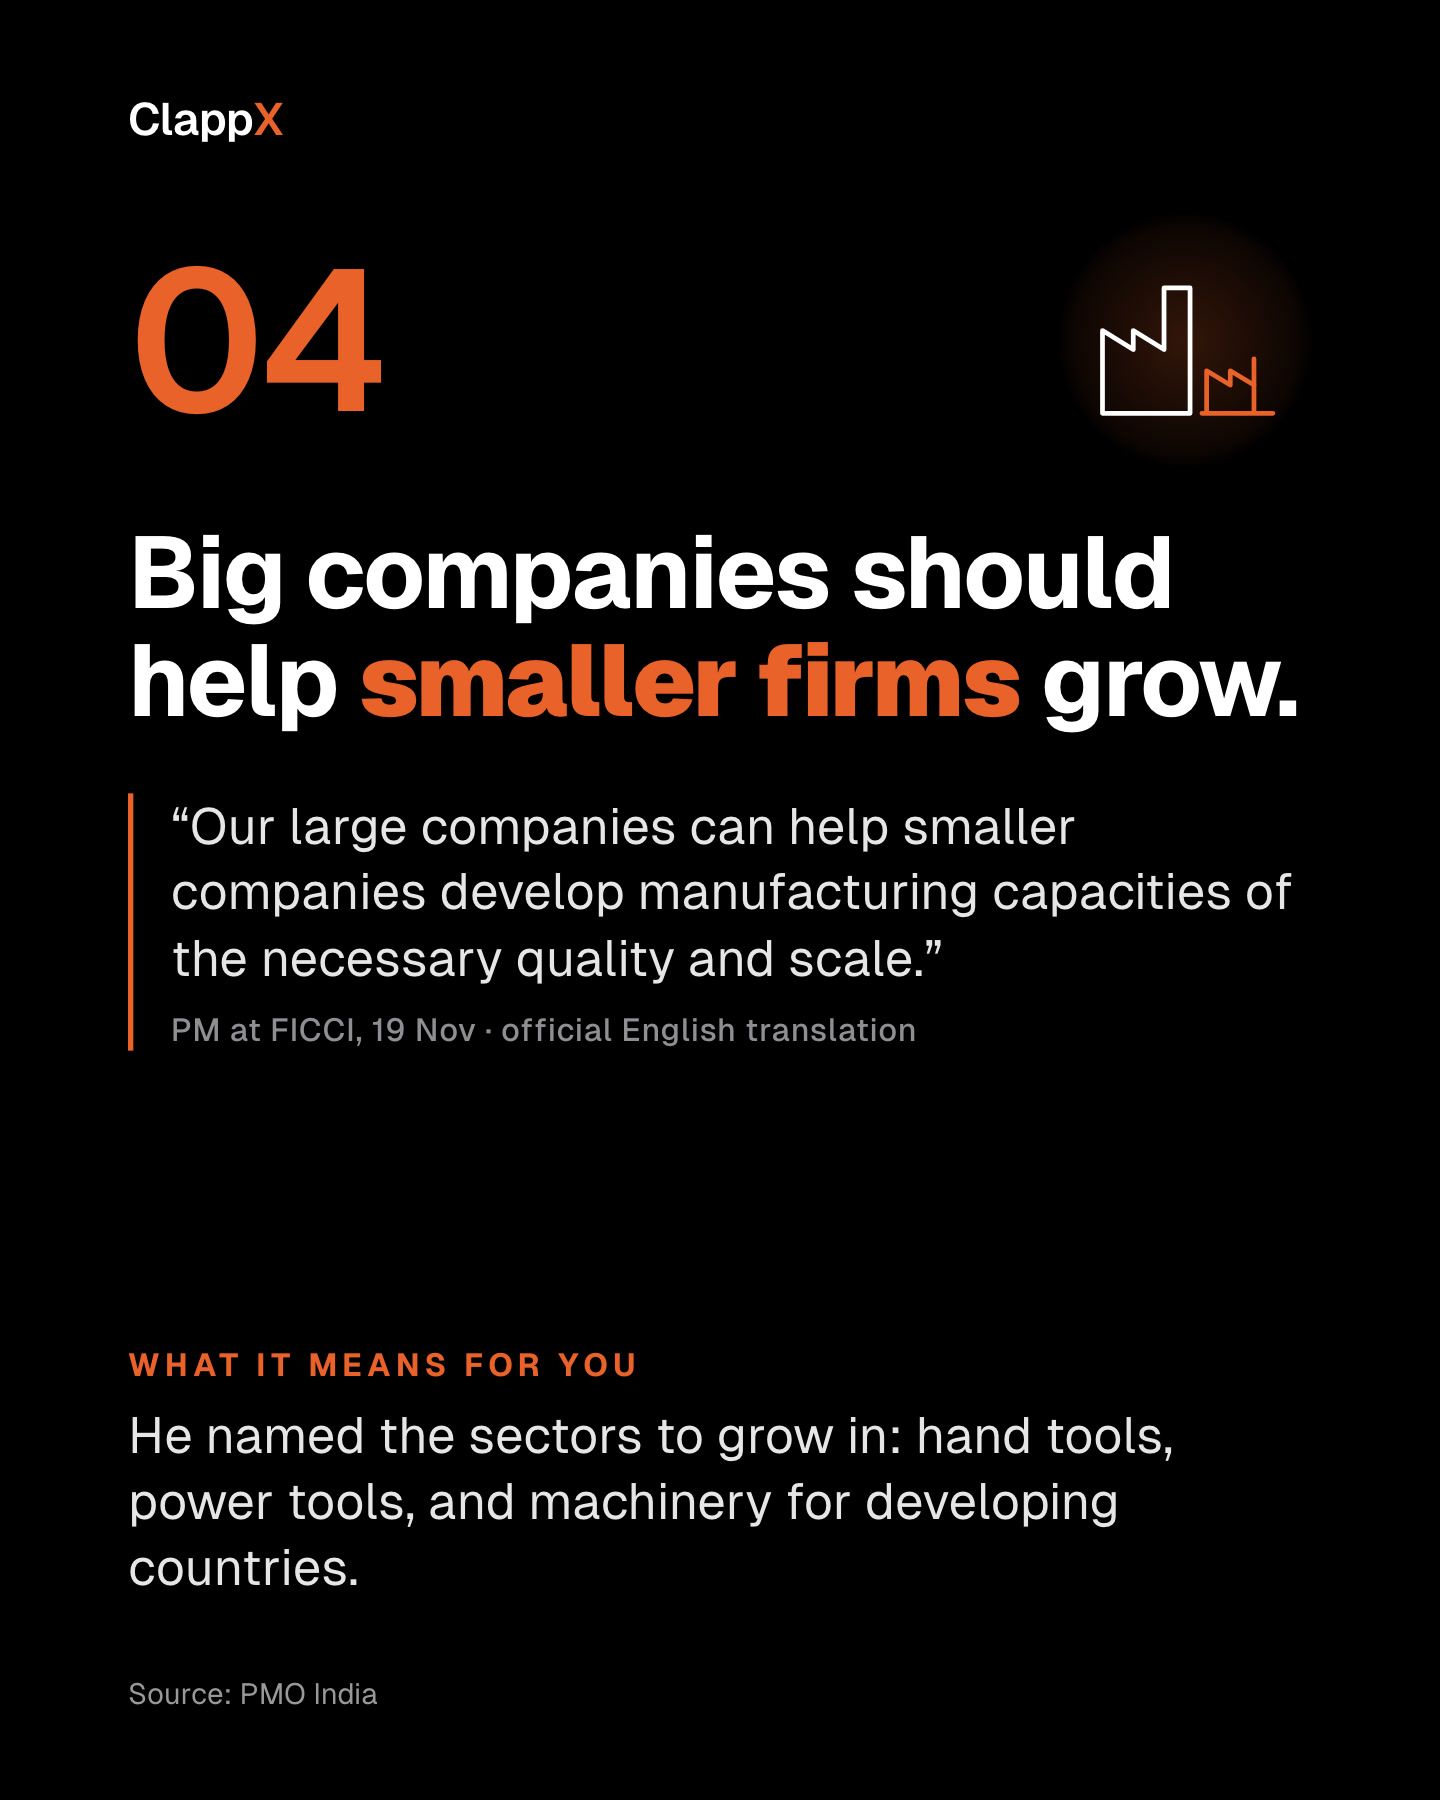 ClappX
04
Big companies should
help smaller firms grow.
“Our large companies can help smaller
companies develop manufacturing capacities of
the necessary quality and scale.”
PM at FICCI, 19 Nov · official English translation
WHAT IT MEANS FOR YOU
He named the sectors to grow in: hand tools,
power tools, and machinery for developing
countries.
Source: PMO India